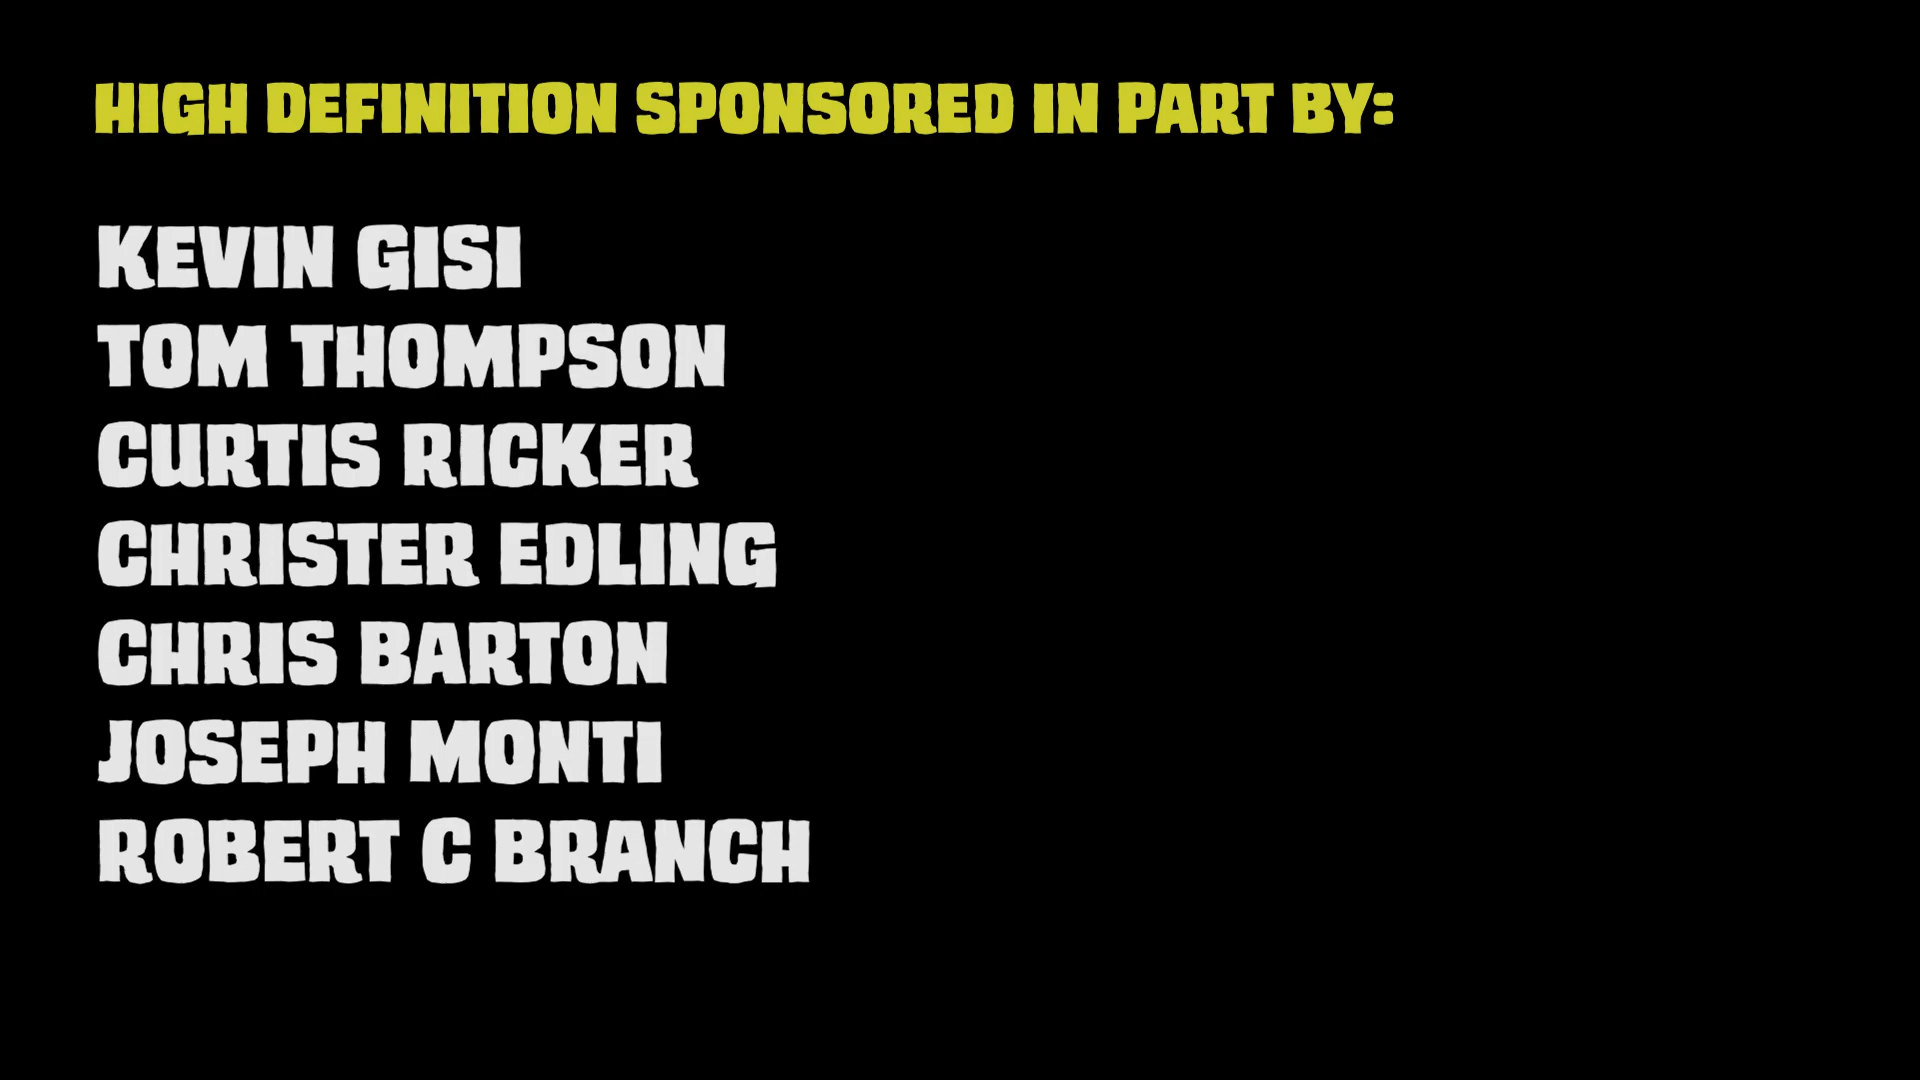 HIGH DEFINITION SPONSORED IN PART BY:
KEVIN GISI
TOM THOMPSON
CURTIS RICKER
CHRISTER EDLING
CHRIS BARTON
JOSEPH MONTI
ROBERT C BRANCH